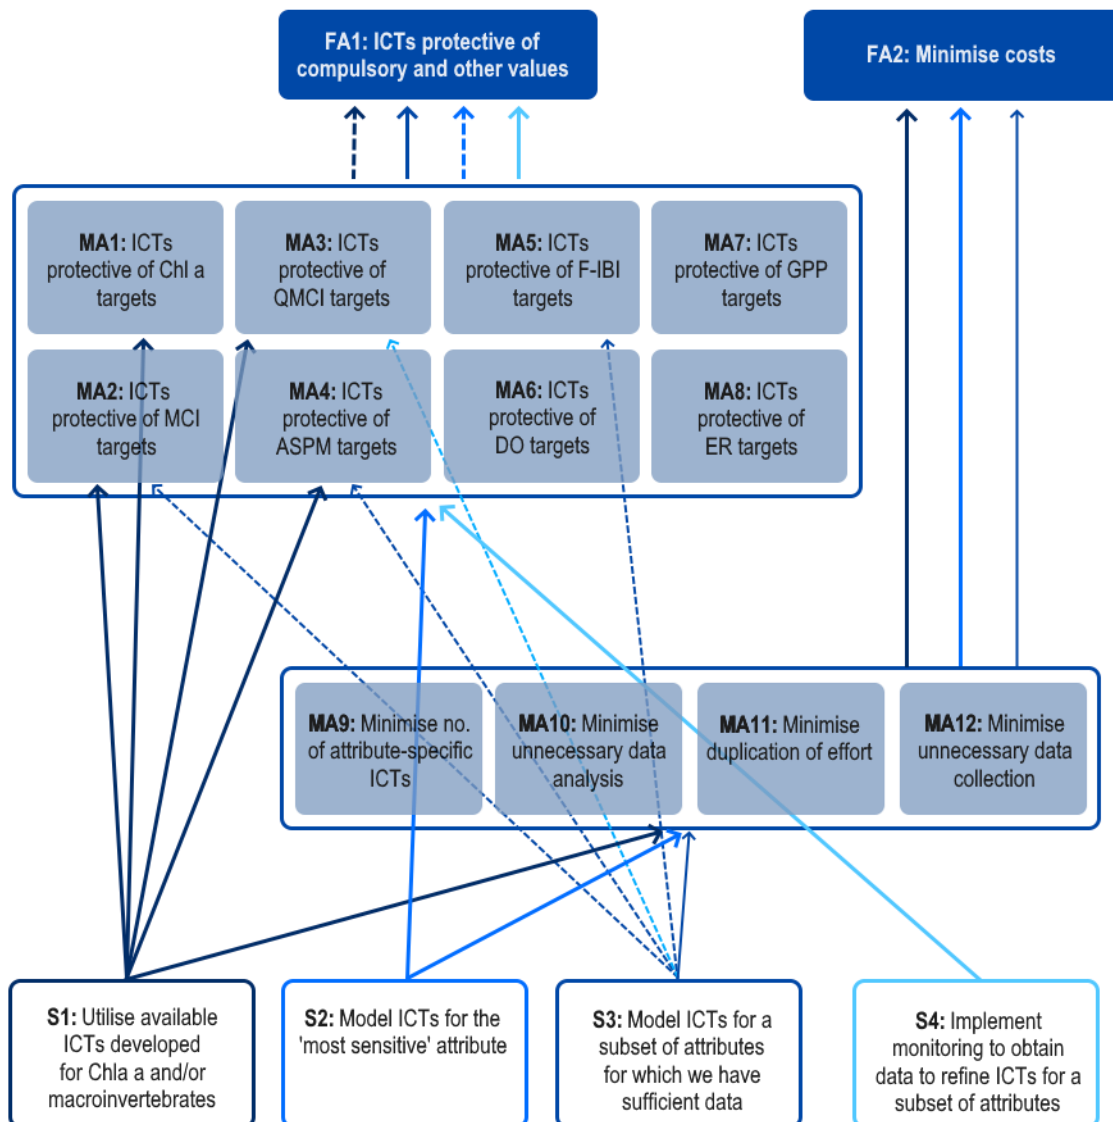 FA1: ICTs protective of
compulsory and other values
FA2: Minimise costs
MA1: ICTs
protective of Chl a
targets
MA3: ICTs
protective of
QMCI targets
MA5: ICTs
protective of F-IBI
targets
MA7: ICTs
protective of GPP
targets
MA2: ICTs
protective of MCI
targets
MA4: ICTs
protective of
ASPM targets
MA6: ICTs
protective of
DO targets
MA8: ICTs
protective of
ER targets
MA9: Minimise no.
of attribute-specific
ICTs
MA10: Minimise
unnecessary data
analysis
MA11: Minimise
duplication of effort
MA12: Minimise
unnecessary data
collection
S1: Utilise available
ICTs developed
for Chla a and/or
macroinvertebrates
S2: Model ICTs for the
'most sensitive' attribute
S3: Model ICTs for a
subset of attributes
for which we have
sufficient data
S4: Implement
monitoring to obtain
data to refine ICTs for a
subset of attributes